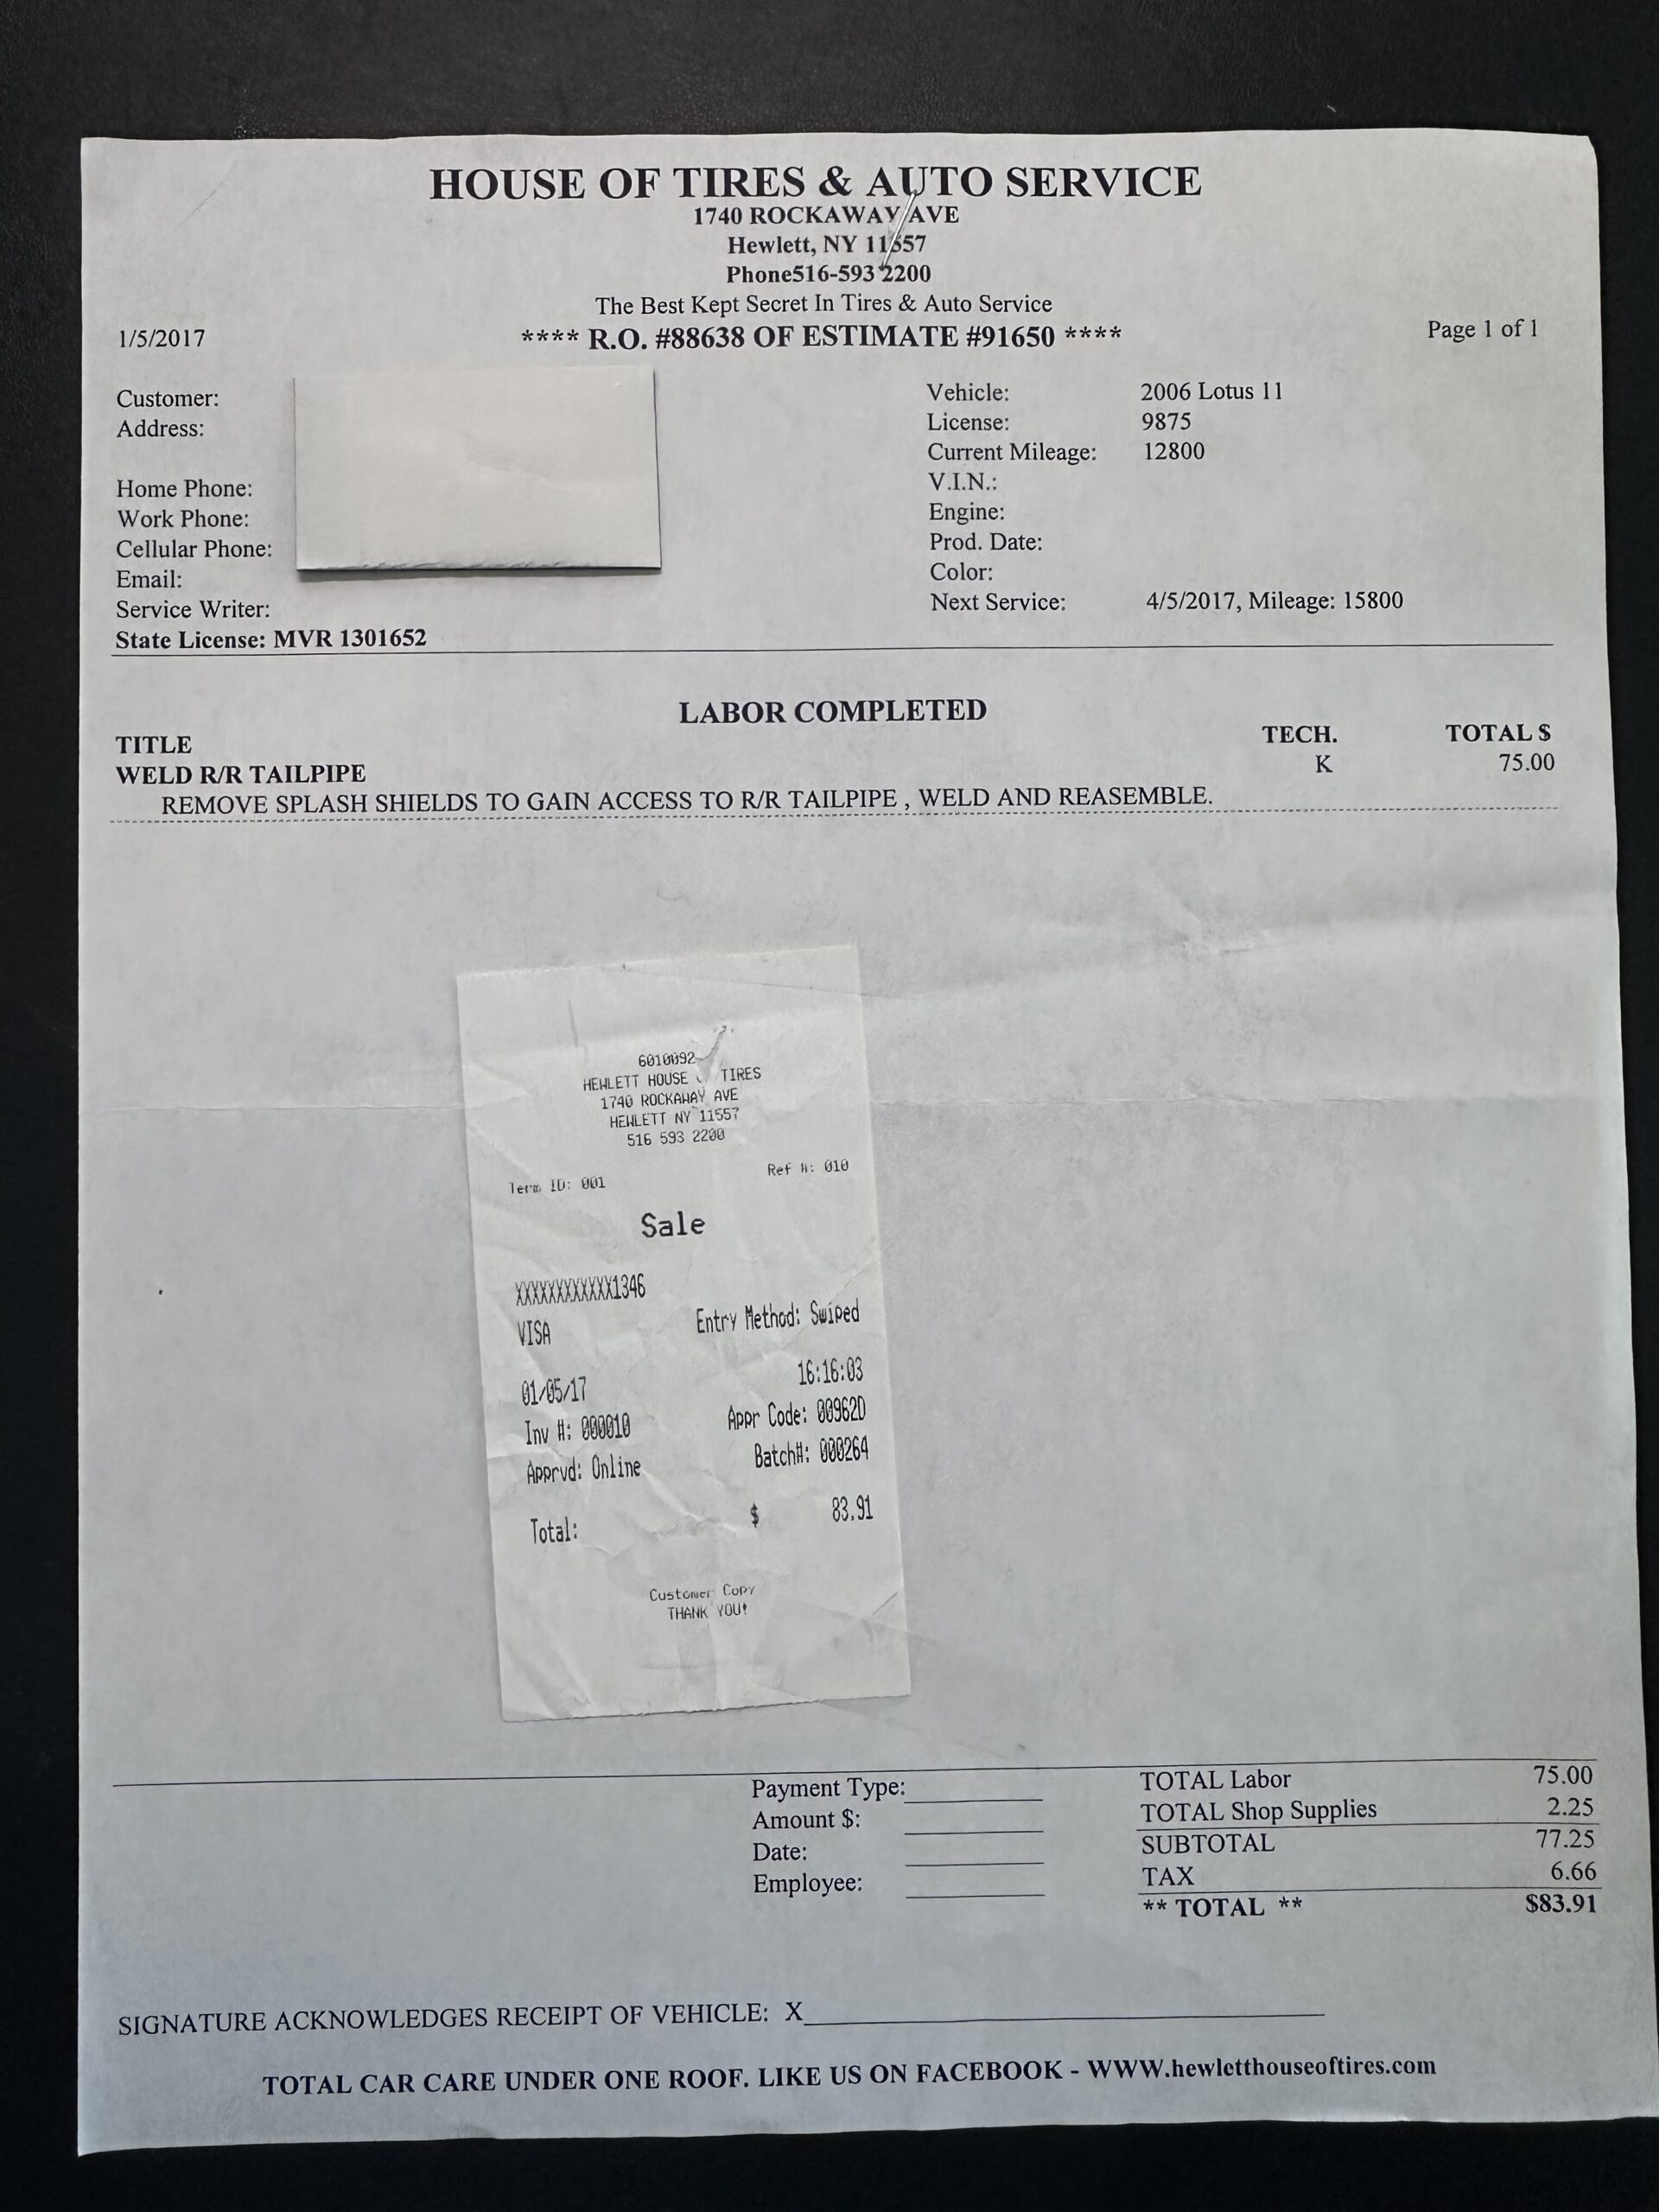 HOUSE OF TIRES & AUTO SERVICE
1740 ROCKAWAY AVE
Hewlett, NY 11557
Phone516-593 2200
The Best Kept Secret In Tires & Auto Service
1/5/2017 **** R.O. #88638 OF ESTIMATE #91650 **** Page 1 of 1
Customer: Vehicle: 2006 Lotus 11
Address: License: 9875
Current Mileage: 12800
Home Phone: V.I.N.:
Work Phone: Engine:
Cellular Phone: Prod. Date:
Email: Color:
Service Writer: Next Service: 4/5/2017, Mileage: 15800
State License: MVR 1301652
LABOR COMPLETED
TITLE TECH. TOTAL $
WELD R/R TAILPIPE K 75.00
REMOVE SPLASH SHIELDS TO GAIN ACCESS TO R/R TAILPIPE , WELD AND REASEMBLE.
6010092
HEWLETT HOUSE TIRES
1740 ROCKAWAY AVE
HEWLETT NY 11557
516 593 2200
Term ID: 001 Ref #: 010
Sale
XXXXXXXXXXXX1346
VISA Entry Method: Swiped
01/05/17 16:16:03
Inv #: 000010 Appr Code: 00962D
Apprvd: Online Batch#: 000264
Total: $ 83.91
Customer Copy
THANK YOU!
Payment Type: TOTAL Labor 75.00
Amount $: TOTAL Shop Supplies 2.25
Date: SUBTOTAL 77.25
Employee: TAX 6.66
** TOTAL ** $83.91
SIGNATURE ACKNOWLEDGES RECEIPT OF VEHICLE: X
TOTAL CAR CARE UNDER ONE ROOF. LIKE US ON FACEBOOK - WWW.hewletthouseoftires.com